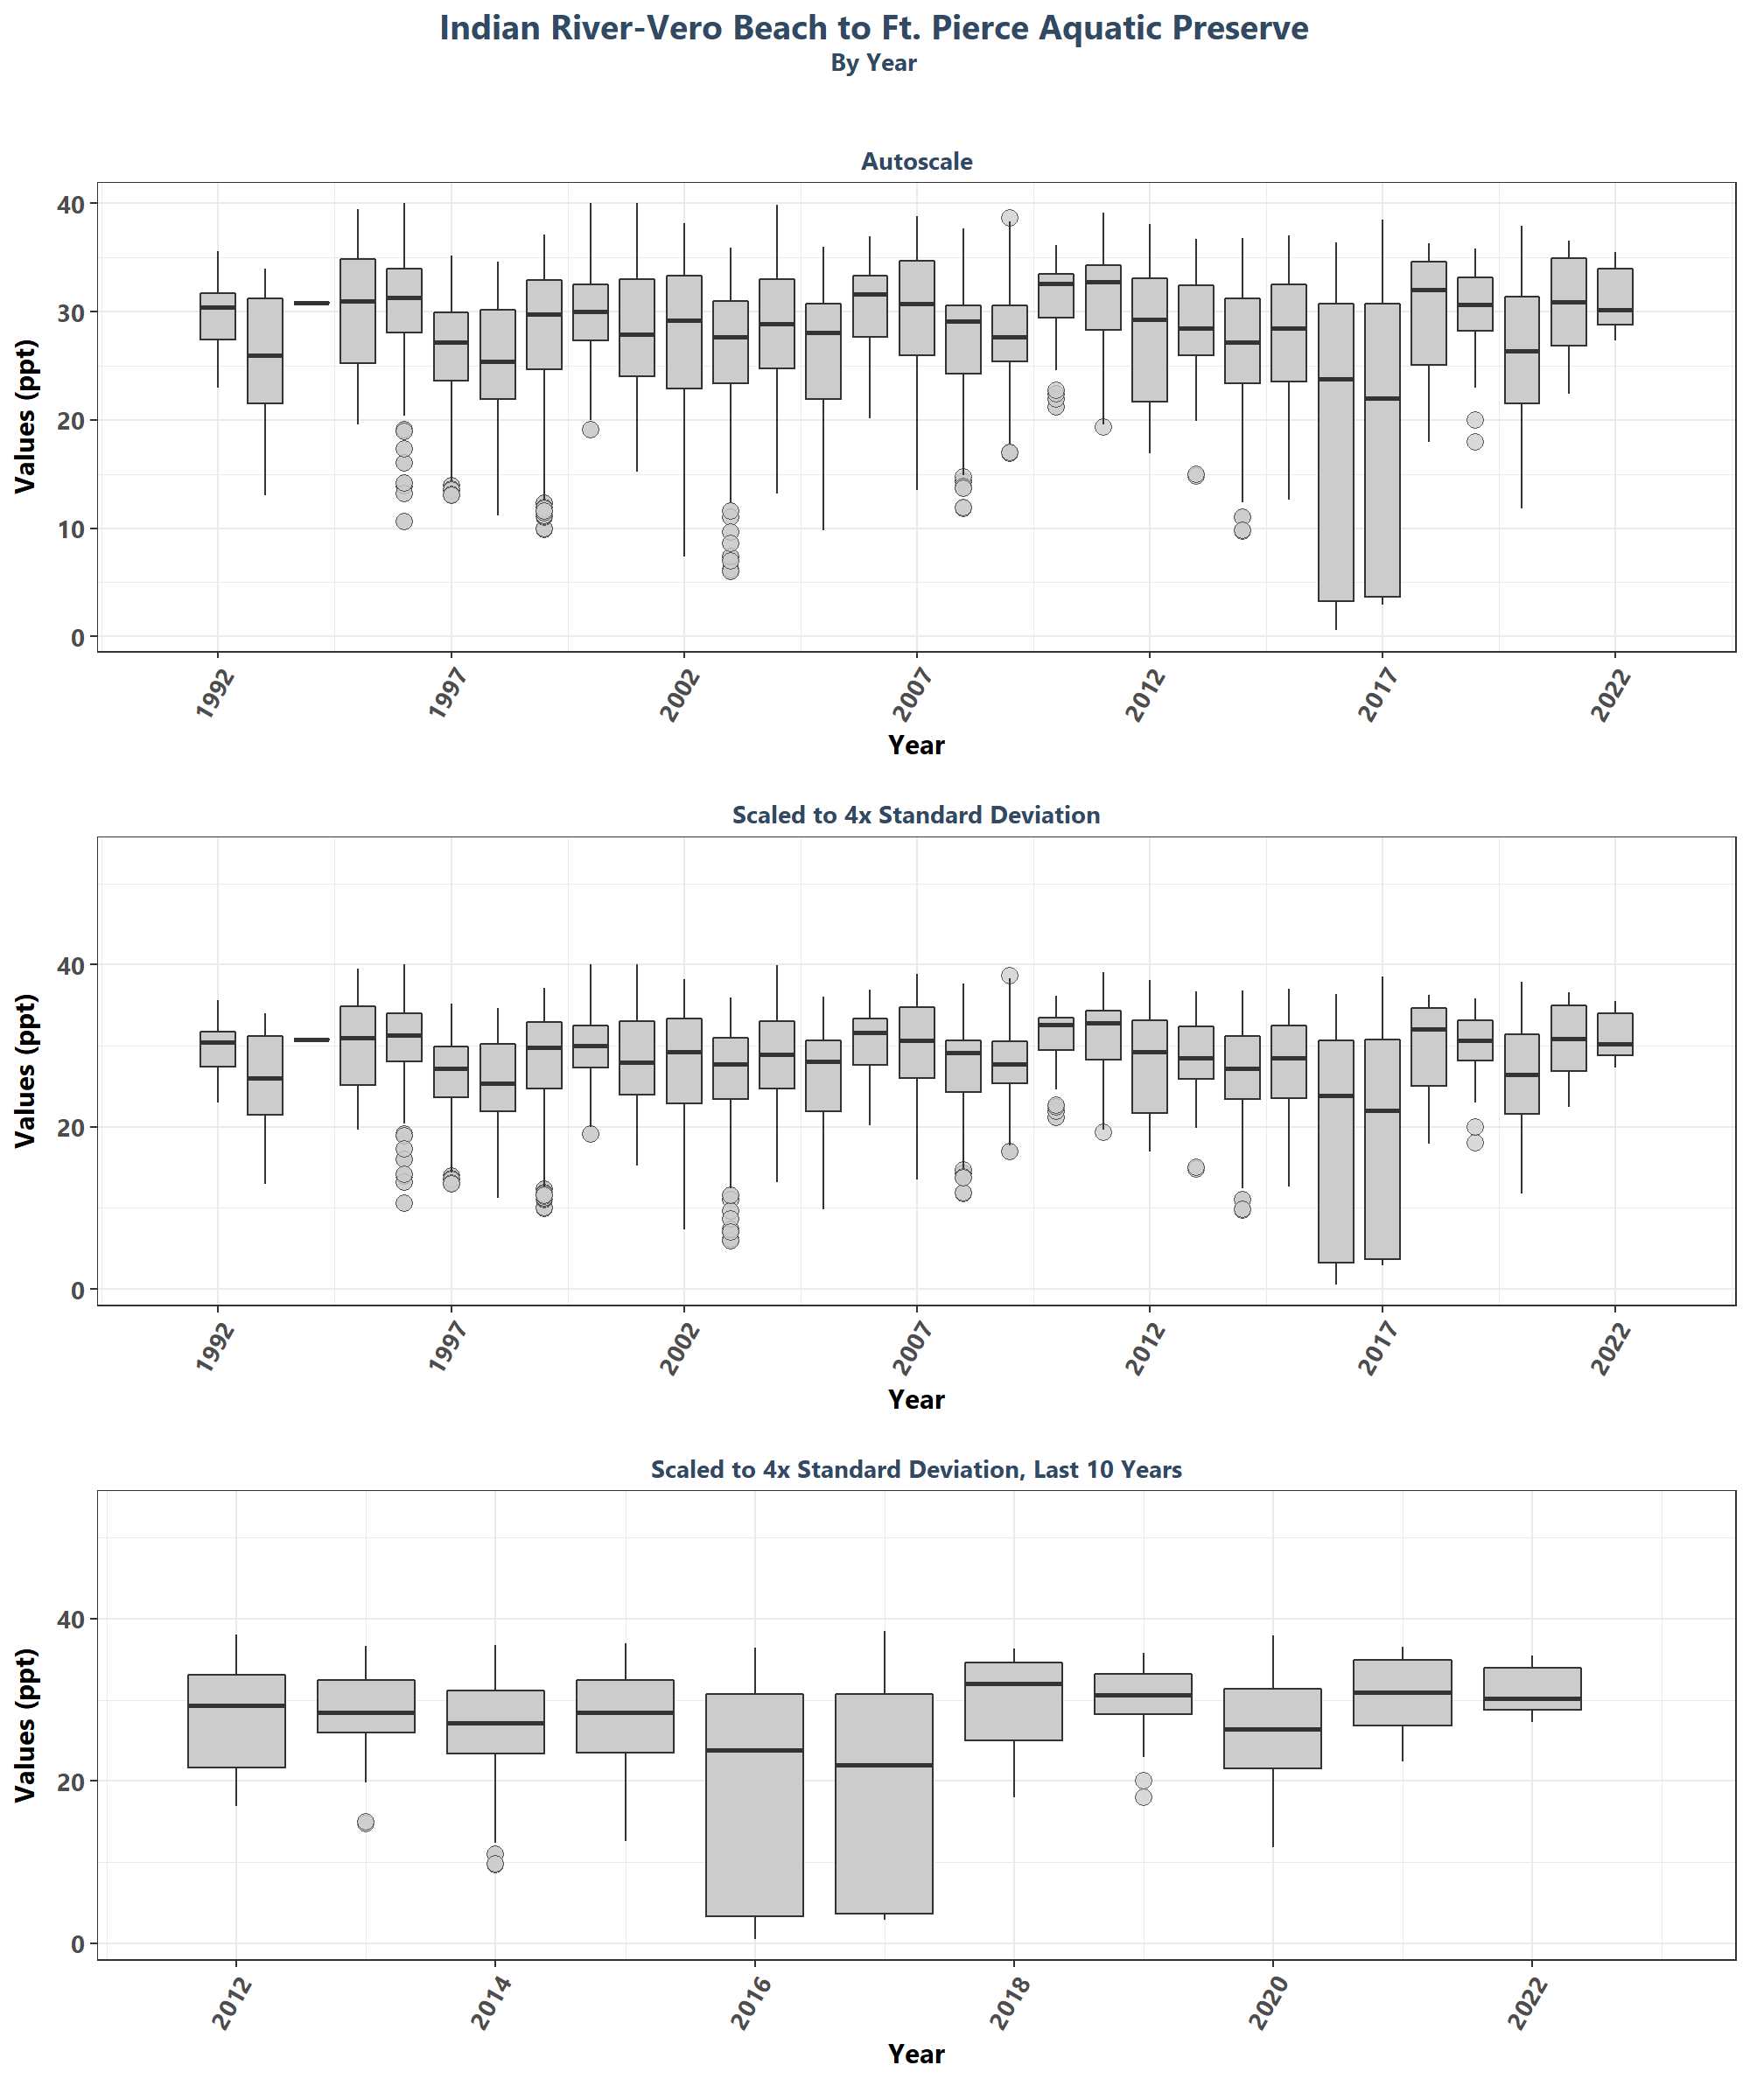 Indian River-Vero Beach to Ft. Pierce Aquatic Preserve
By Year
Autoscale
Values (ppt)
40
30
20
10
0
1992
1997
2002
2007
2012
2017
2022
Year
Scaled to 4x Standard Deviation
Values (ppt)
40
20
0
1992
1997
2002
2007
2012
2017
2022
Year
Scaled to 4x Standard Deviation, Last 10 Years
Values (ppt)
40
20
0
2012
2014
2016
2018
2020
2022
Year